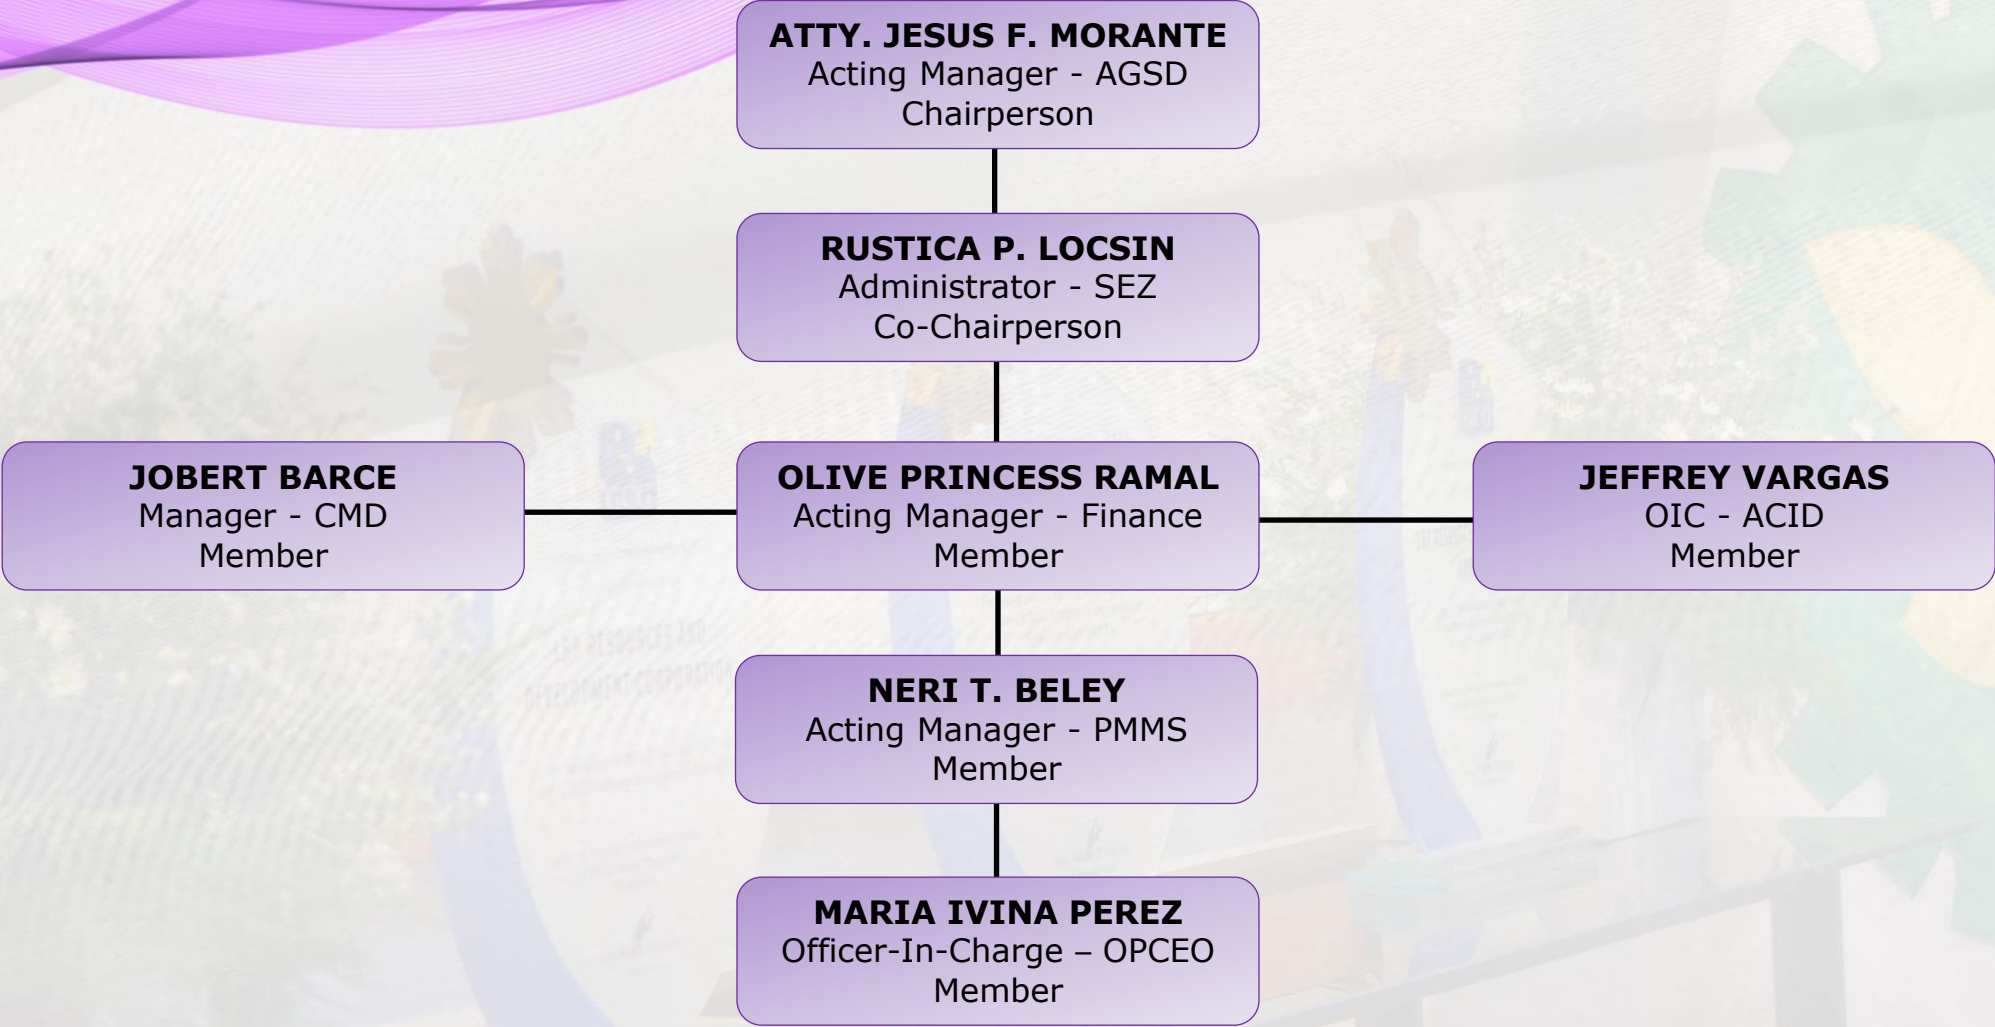 ATTY. JESUS F. MORANTE
Acting Manager - AGSD
Chairperson
RUSTICA P. LOCSIN
Administrator - SEZ
Co-Chairperson
JOBERT BARCE
Manager - CMD
Member
OLIVE PRINCESS RAMAL
Acting Manager - Finance
Member
JEFFREY VARGAS
OIC - ACID
Member
NERI T. BELEY
Acting Manager - PMMS
Member
MARIA IVINA PEREZ
Officer-In-Charge – OPCEO
Member